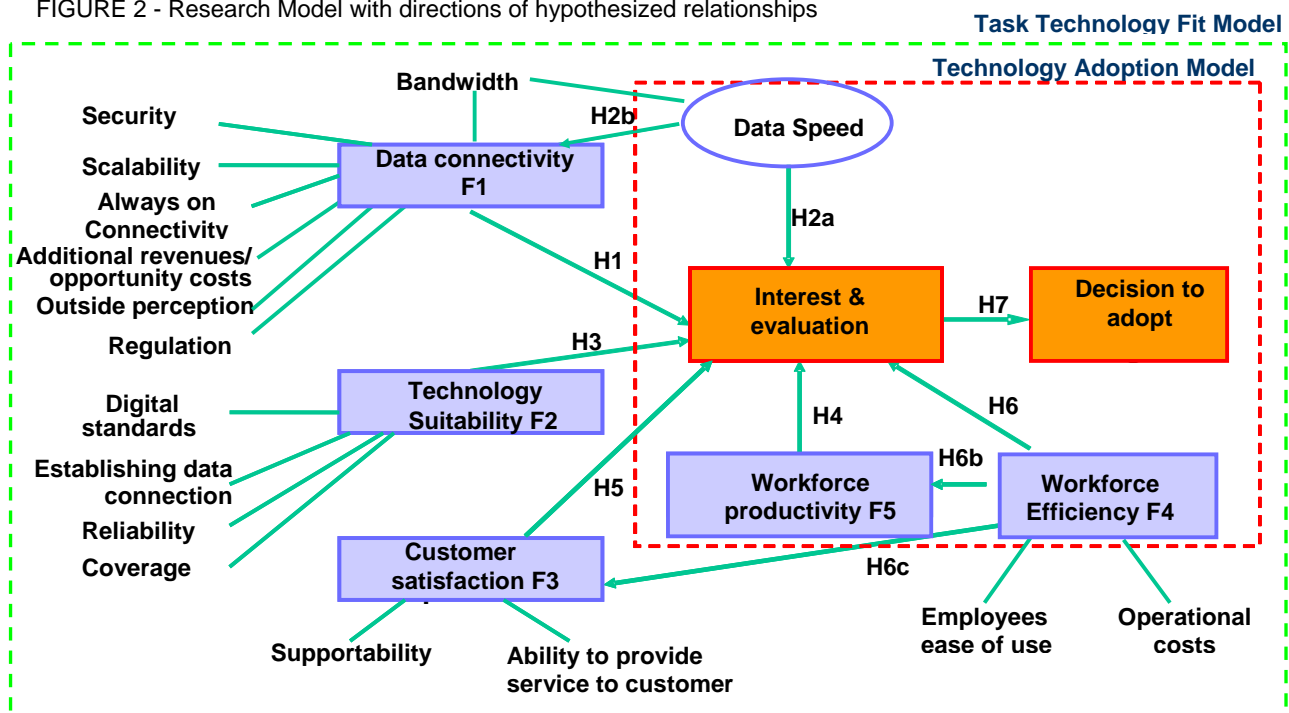 FIGURE 2 - Research Model with directions of hypothesized relationships
Task Technology Fit Model
Technology Adoption Model
Bandwidth
Security
H2b
Data Speed
Scalability
Data connectivity
F1
Always on
Connectivity
H2a
Additional revenues/
opportunity costs
H1
Outside perception
Interest &
evaluation
H7
Decision to
adopt
Regulation
H3
Technology
Suitability F2
Digital
standards
H4
H6
Establishing data
connection
H5
H6b
Workforce
productivity F5
Workforce
Efficiency F4
Reliability
Coverage
Customer
satisfaction F3
H6c
Employees
ease of use
Operational
costs
Supportability
Ability to provide
service to customer